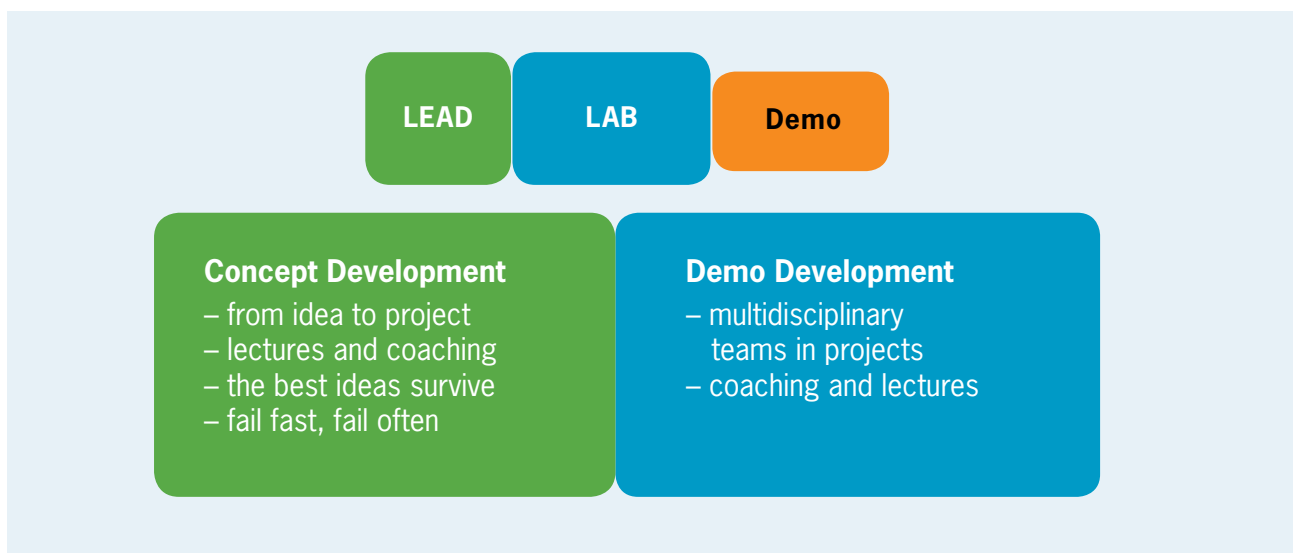 LEAD
LAB
Demo
Concept Development
– from idea to project
– lectures and coaching
– the best ideas survive
– fail fast, fail often
Demo Development
– multidisciplinary
teams in projects
– coaching and lectures